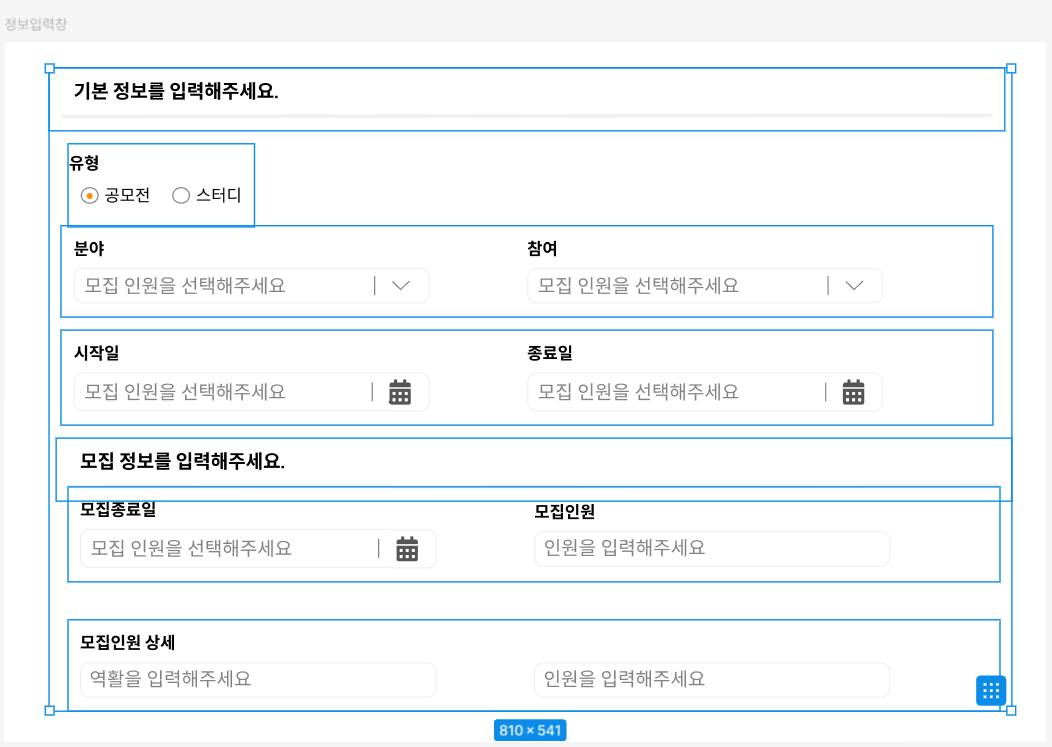 정보입력창
기본 정보를 입력해주세요.
유형
공모전 스터디
분야 참여
모집 인원을 선택해주세요 모집 인원을 선택해주세요
시작일 종료일
모집 인원을 선택해주세요 모집 인원을 선택해주세요
모집 정보를 입력해주세요.
모집종료일 모집인원
모집 인원을 선택해주세요 인원을 입력해주세요
모집인원 상세
역활을 입력해주세요 인원을 입력해주세요
810 × 541